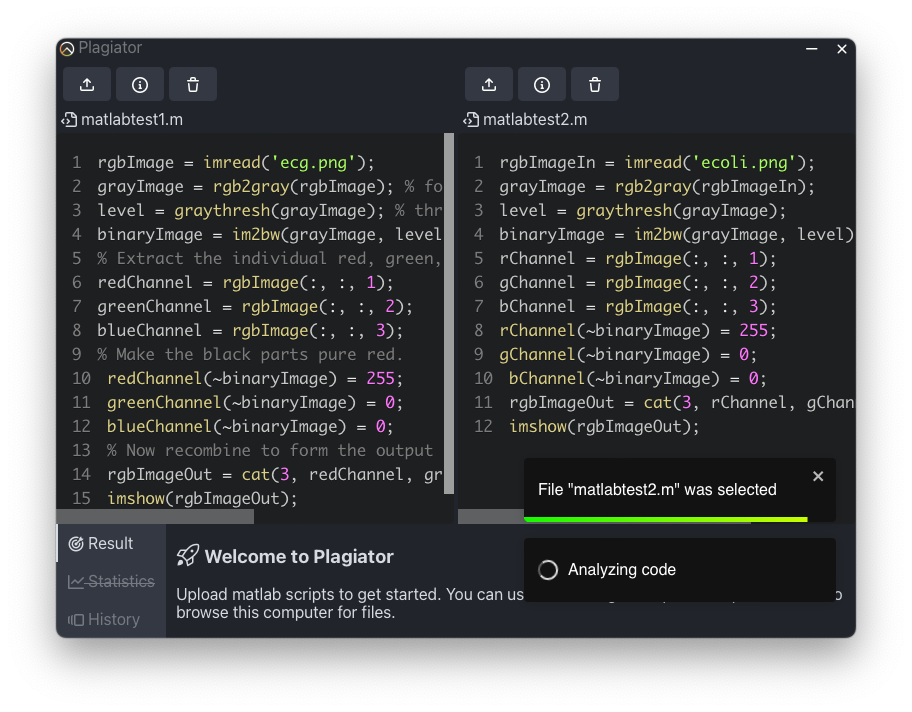 Plagiator
matlabtest1.m
1 rgbImage = imread('ecg.png');
2 grayImage = rgb2gray(rgbImage); % fo
3 level = graythresh(grayImage); % thr
4 binaryImage = im2bw(grayImage, level
5 % Extract the individual red, green,
6 redChannel = rgbImage(:, :, 1);
7 greenChannel = rgbImage(:, :, 2);
8 blueChannel = rgbImage(:, :, 3);
9 % Make the black parts pure red.
10 redChannel(~binaryImage) = 255;
11 greenChannel(~binaryImage) = 0;
12 blueChannel(~binaryImage) = 0;
13 % Now recombine to form the output
14 rgbImageOut = cat(3, redChannel, gr
15 imshow(rgbImageOut);
matlabtest2.m
1 rgbImageIn = imread('ecoli.png');
2 grayImage = rgb2gray(rgbImageIn);
3 level = graythresh(grayImage);
4 binaryImage = im2bw(grayImage, level)
5 rChannel = rgbImage(:, :, 1);
6 gChannel = rgbImage(:, :, 2);
7 bChannel = rgbImage(:, :, 3);
8 rChannel(~binaryImage) = 255;
9 gChannel(~binaryImage) = 0;
10 bChannel(~binaryImage) = 0;
11 rgbImageOut = cat(3, rChannel, gChan
12 imshow(rgbImageOut);
File "matlabtest2.m" was selected
Analyzing code
Result
Statistics
History
Welcome to Plagiator
Upload matlab scripts to get started. You can us
browse this computer for files.